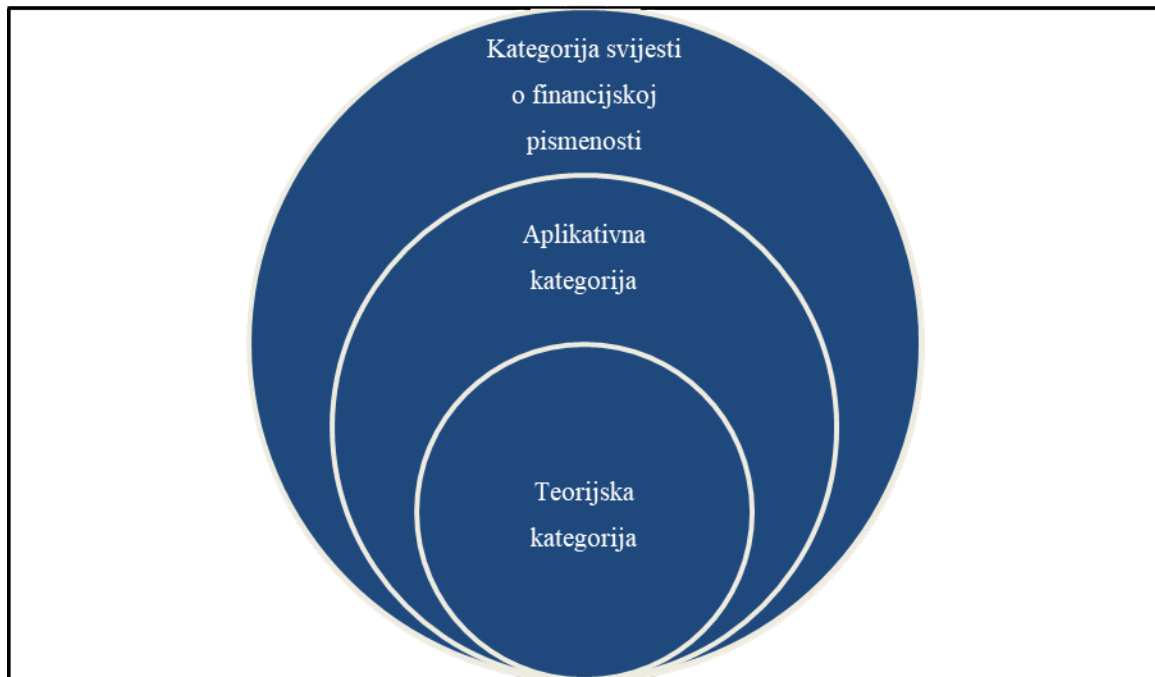 Kategorija svijesti
o financijskoj
pismenosti
Aplikativna
kategorija
Teorijska
kategorija